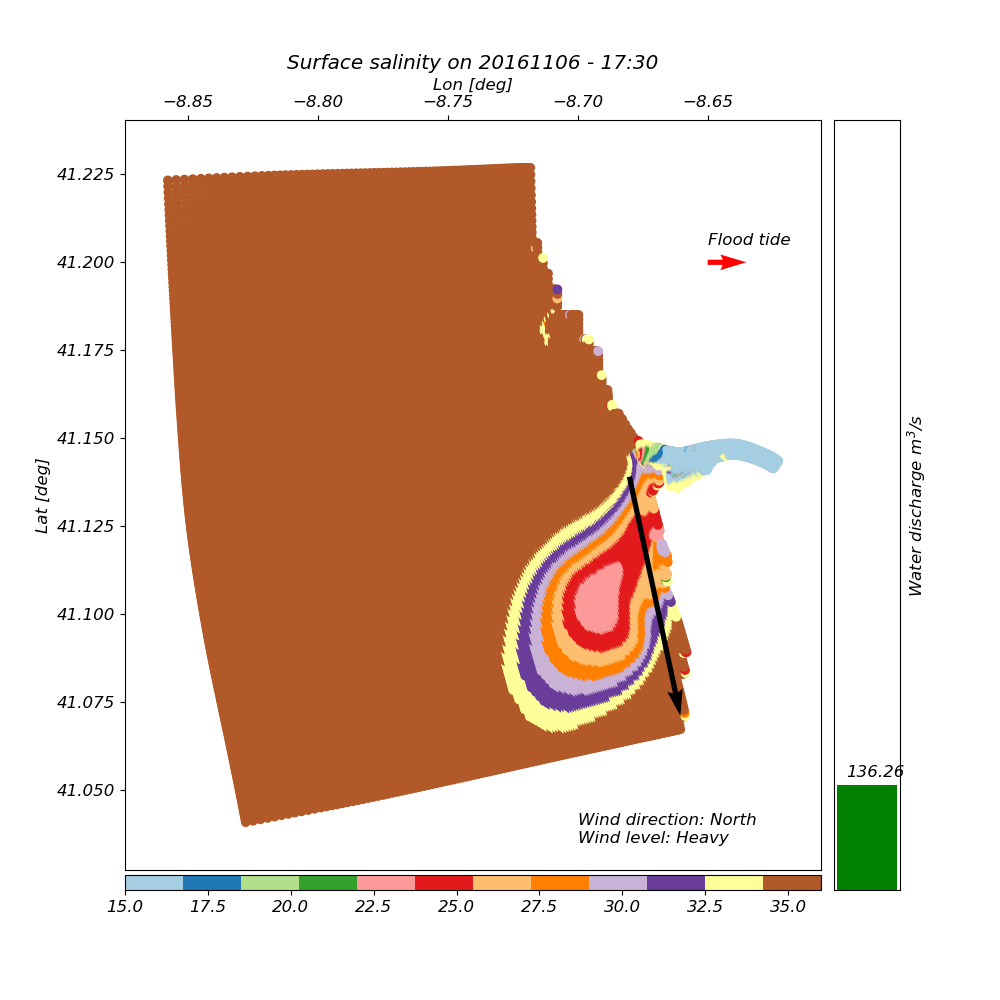 Surface salinity on 20161106 - 17:30
Lon [deg]
−8.85 −8.80 −8.75 −8.70 −8.65
41.225
41.200
41.175
41.150
41.125
41.100
41.075
41.050
Lat [deg]
Flood tide
Wind direction: North
Wind level: Heavy
136.26
Water discharge m³/s
15.0 17.5 20.0 22.5 25.0 27.5 30.0 32.5 35.0